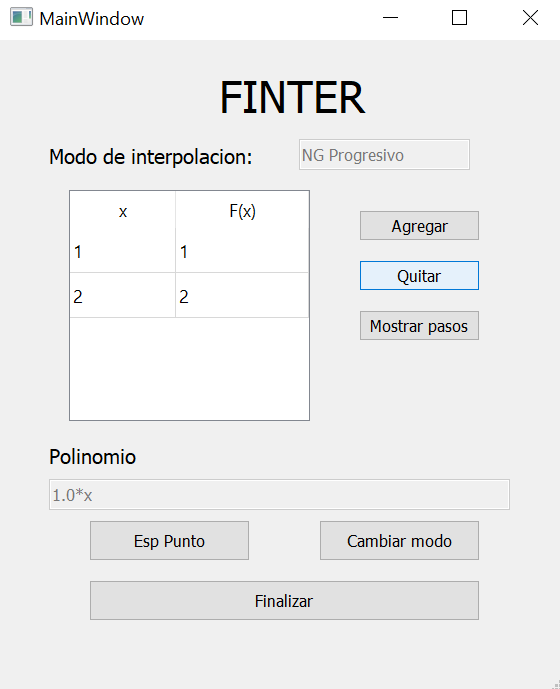 MainWindow
FINTER
Modo de interpolacion: NG Progresivo
x F(x)
1 1
2 2
Agregar
Quitar
Mostrar pasos
Polinomio
1.0*x
Esp Punto Cambiar modo
Finalizar